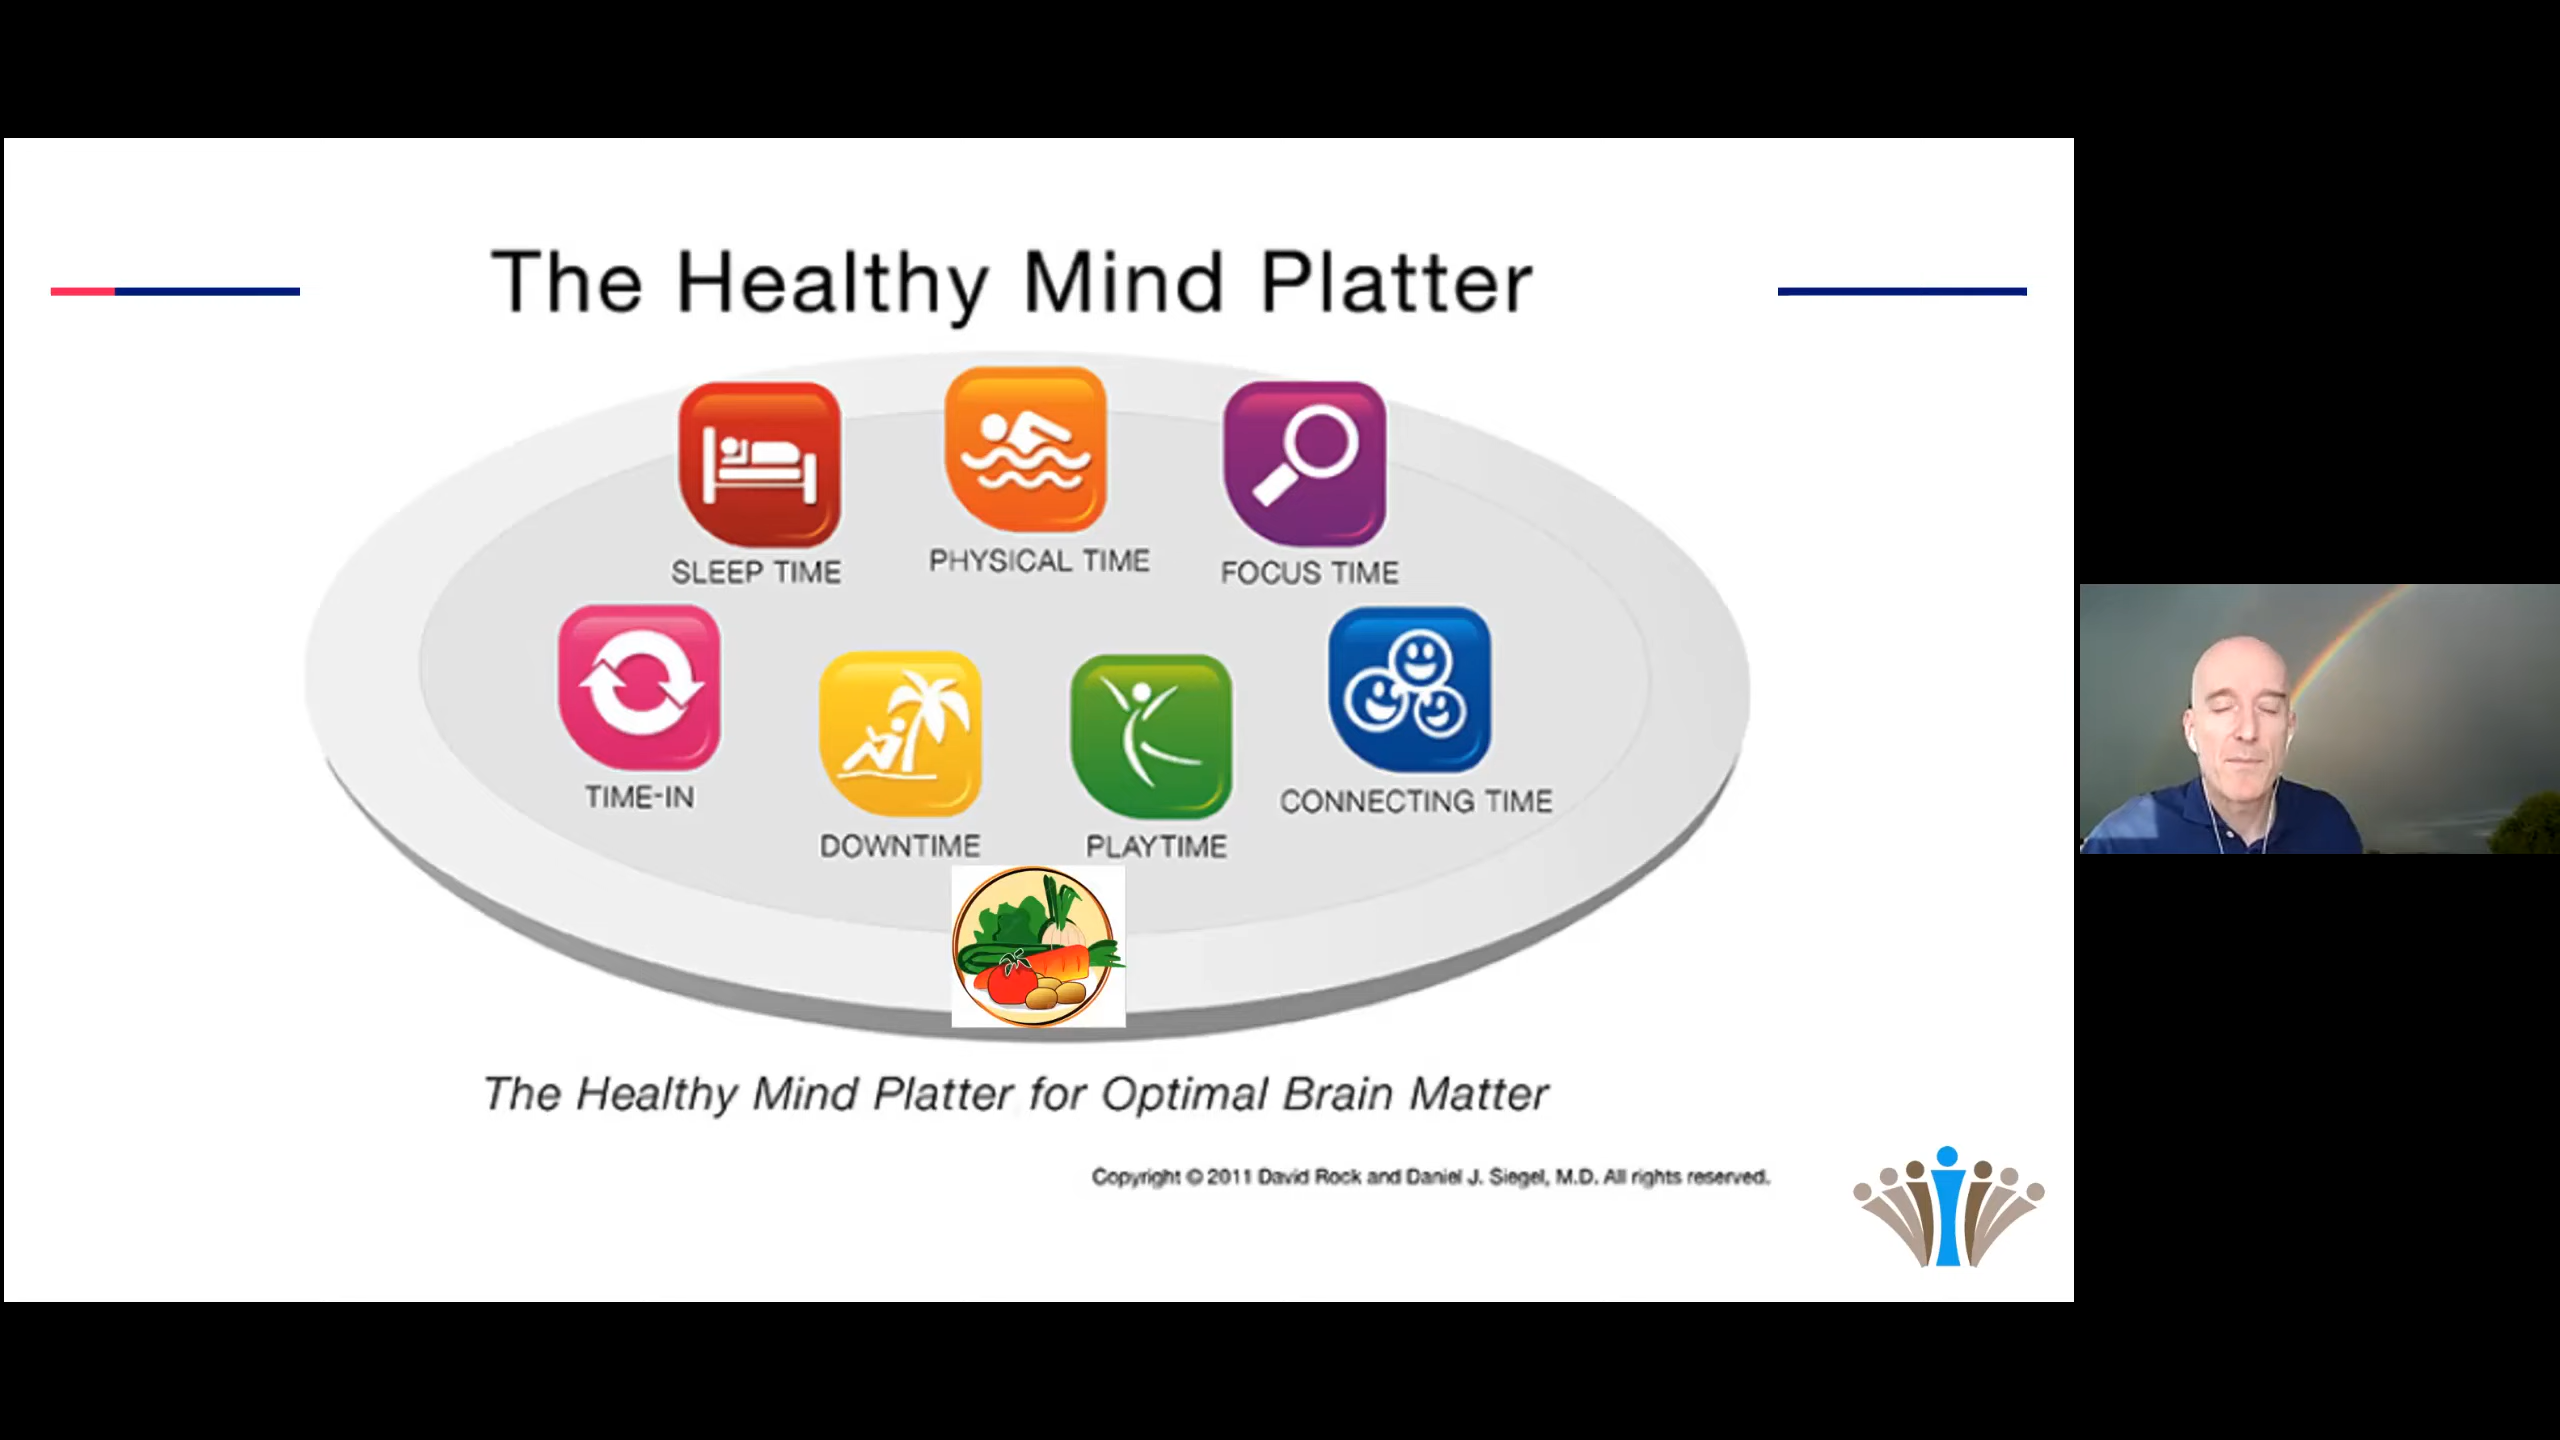 The Healthy Mind Platter
SLEEP TIME
PHYSICAL TIME
FOCUS TIME
TIME-IN
DOWNTIME
PLAYTIME
CONNECTING TIME
The Healthy Mind Platter for Optimal Brain Matter
Copyright © 2011 David Rock and Daniel J. Siegel, M.D. All rights reserved.